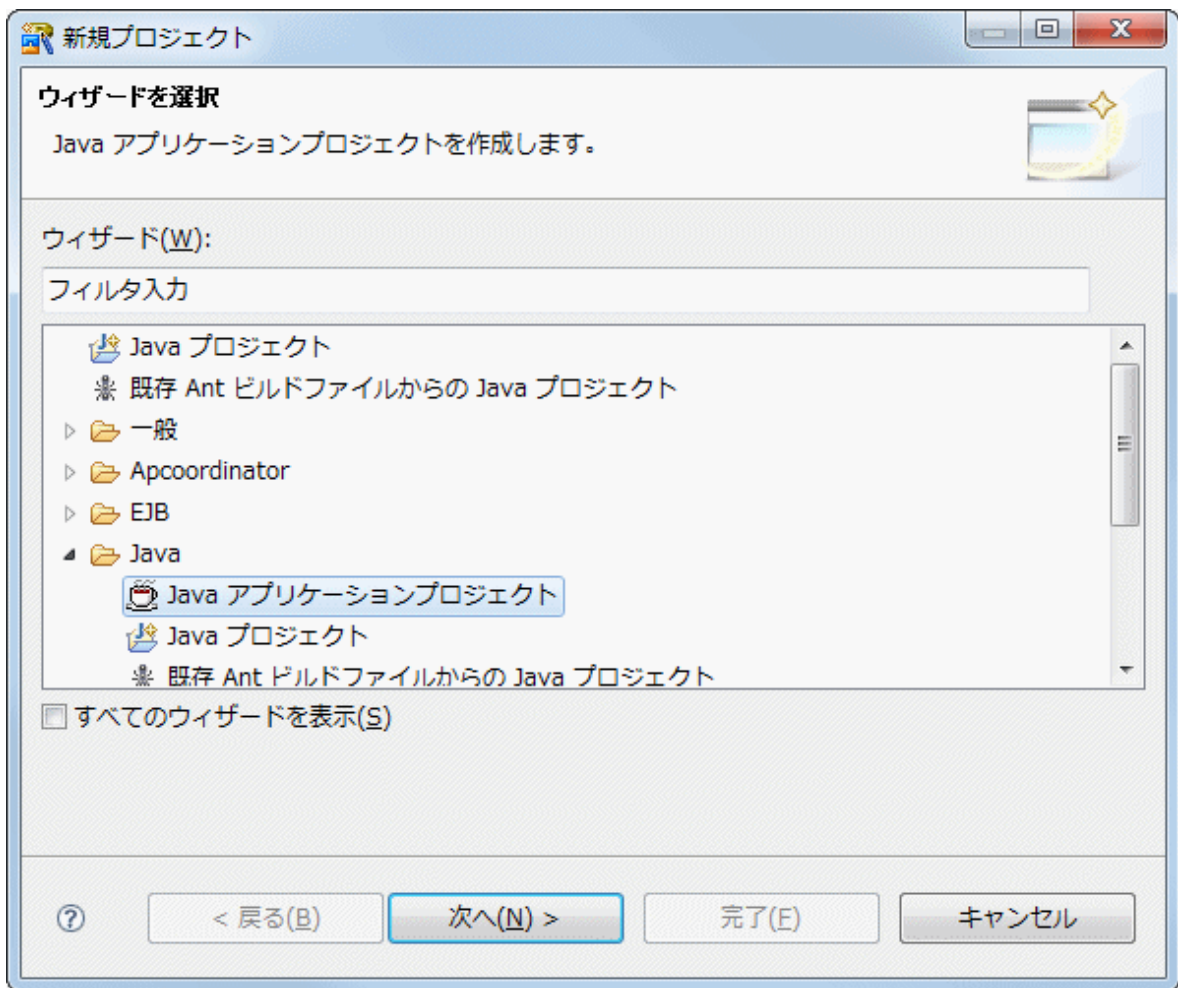 新規プロジェクト
ウィザードを選択
Java アプリケーションプロジェクトを作成します。
ウィザード(W):
フィルタ入力
Java プロジェクト
既存 Ant ビルドファイルからの Java プロジェクト
一般
Apcoordinator
EJB
Java
Java アプリケーションプロジェクト
Java プロジェクト
既存 Ant ビルドファイルからの Java プロジェクト
すべてのウィザードを表示(S)
< 戻る(B) 次へ(N) > 完了(F) キャンセル